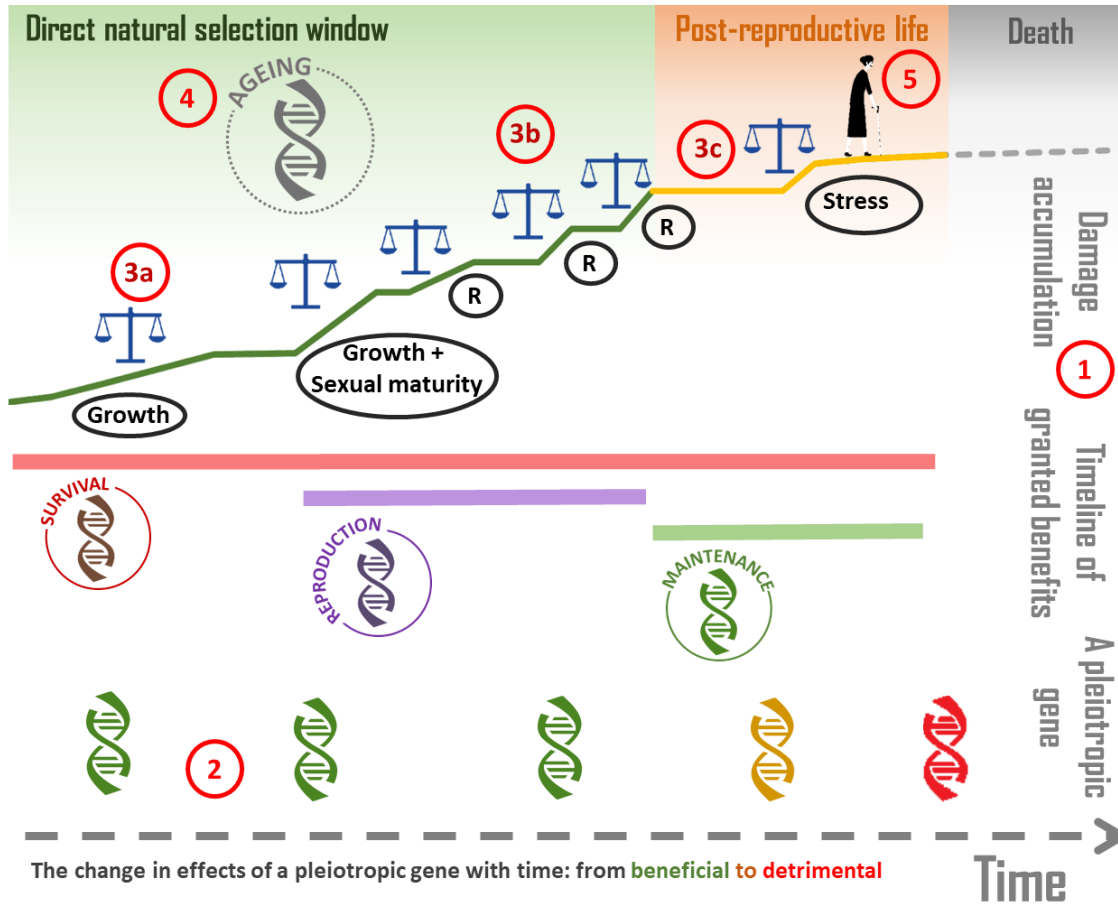 Direct natural selection window
Post-reproductive life
Death
4
AGEING
5
3b
3c
Stress
R
R
R
3a
Growth +
Sexual maturity
Growth
Damage
accumulation
1
Timeline of
granted benefits
SURVIVAL
REPRODUCTION
MAINTENANCE
A pleiotropic
gene
2
The change in effects of a pleiotropic gene with time: from beneficial to detrimental
Time